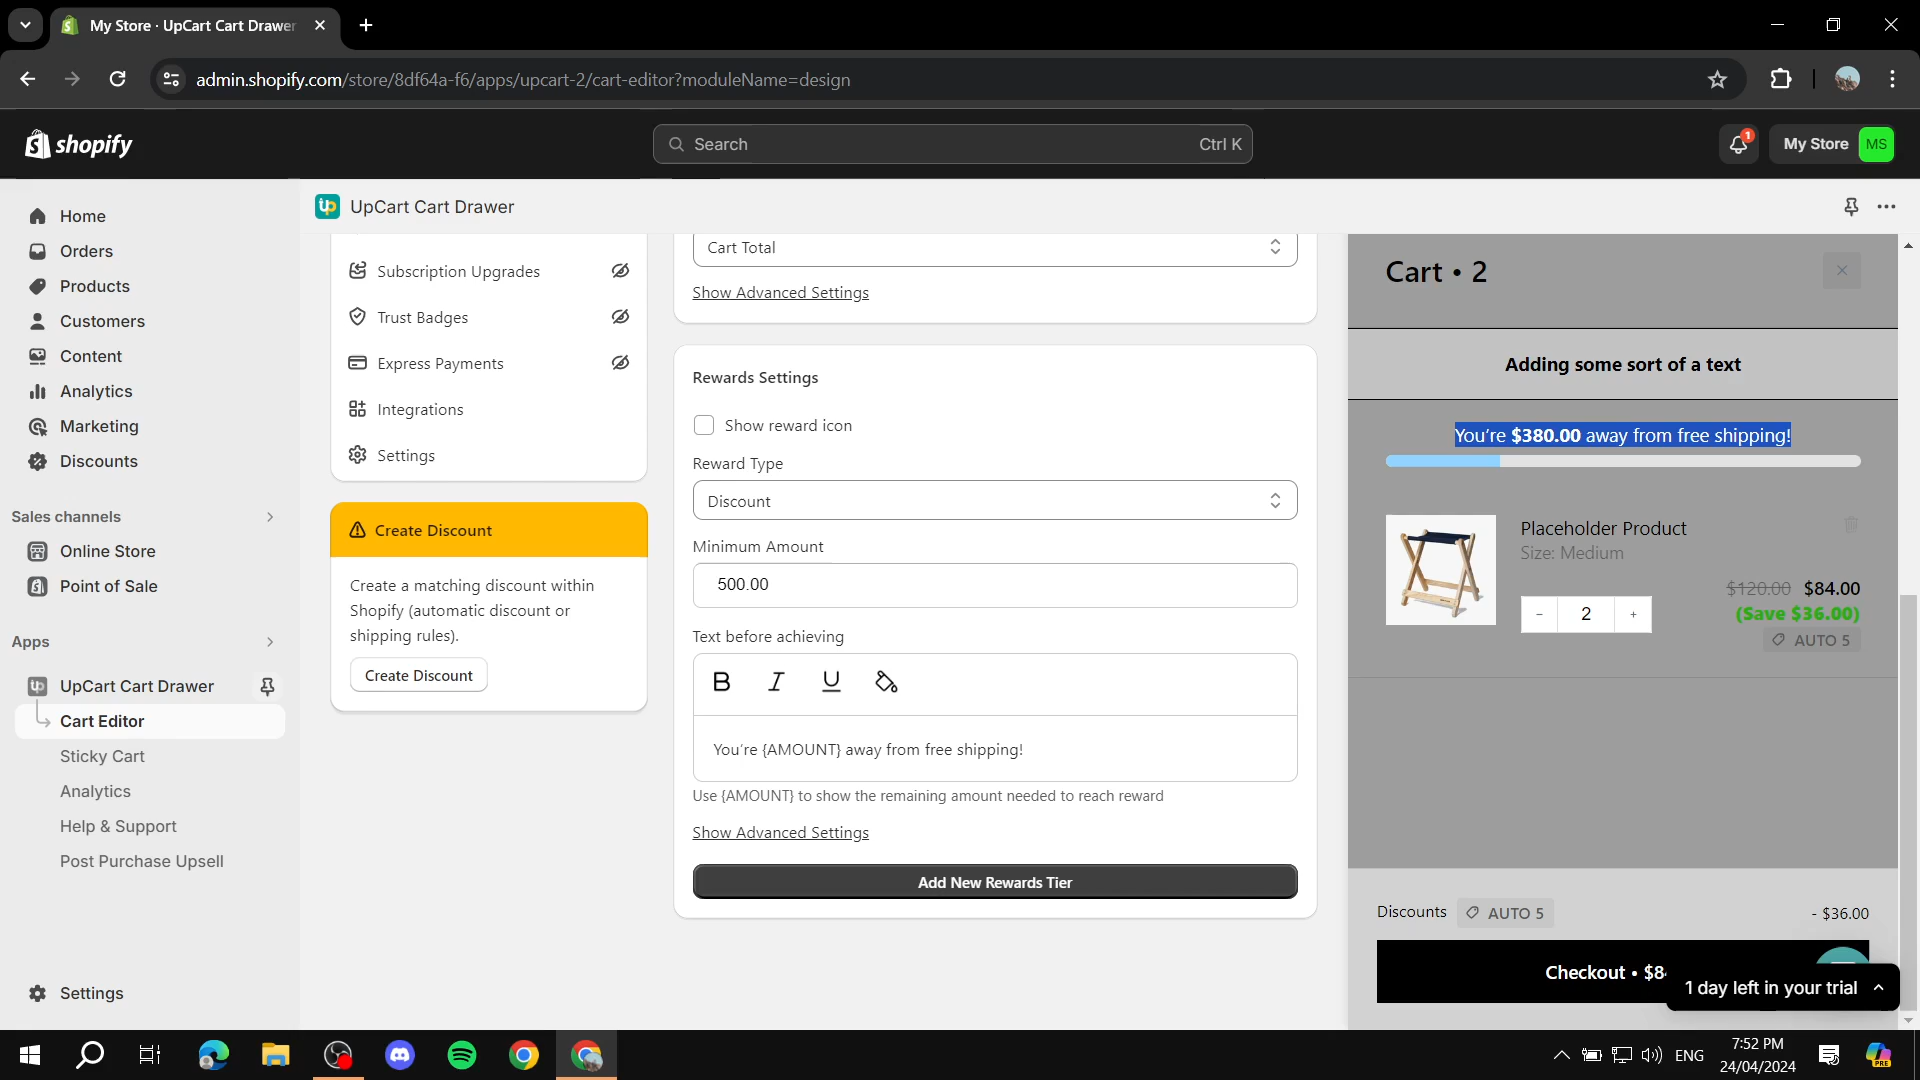 My Store · UpCart Cart Drawer
admin.shopify.com/store/8df64a-f6/apps/upcart-2/cart-editor?moduleName=design
shopify
Search
Ctrl K
1
My Store
MS
Home
Orders
Products
Customers
Content
Analytics
Marketing
Discounts
Sales channels
Online Store
Point of Sale
Apps
UpCart Cart Drawer
Cart Editor
Sticky Cart
Analytics
Help & Support
Post Purchase Upsell
Settings
up UpCart Cart Drawer
Subscription Upgrades
Trust Badges
Express Payments
Integrations
Settings
Create Discount
Create a matching discount within
Shopify (automatic discount or
shipping rules).
Create Discount
Cart Total
Show Advanced Settings
Rewards Settings
Show reward icon
Reward Type
Discount
Minimum Amount
500.00
Text before achieving
B I U
You're {AMOUNT} away from free shipping!
Use {AMOUNT} to show the remaining amount needed to reach reward
Show Advanced Settings
Add New Rewards Tier
Cart • 2
Adding some sort of a text
You're $380.00 away from free shipping!
Placeholder Product
Size: Medium
$120.00 $84.00
(Save $36.00)
AUTO 5
- 2 +
Discounts AUTO 5 - $36.00
Checkout • $8
1 day left in your trial
ENG
7:52 PM
24/04/2024
PRE